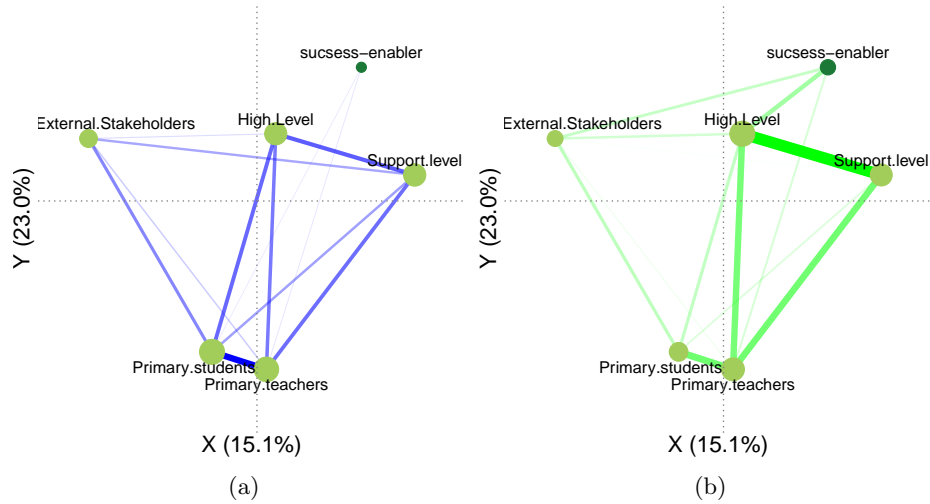 sucsess−enabler
.External.Stakeholders
High.Level
Support.level
Primary.students
Primary.teachers
Y (23.0%)
X (15.1%)
(a)
sucsess−enabler
.External.Stakeholders
High.Level
Support.level
Primary.students
Primary.teachers
Y (23.0%)
X (15.1%)
(b)